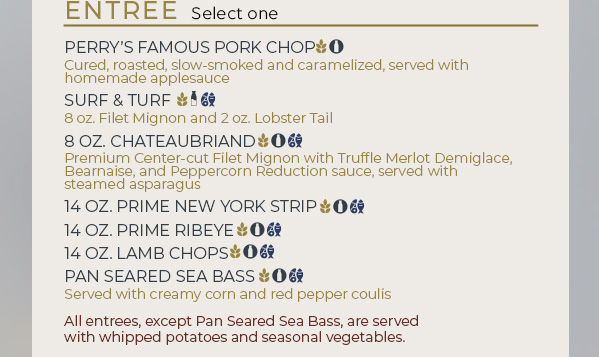 ENTREE Select one
PERRY'S FAMOUS PORK CHOP
Cured, roasted, slow-smoked and caramelized, served with
homemade applesauce
SURF & TURF
8 oz. Filet Mignon and 2 oz. Lobster Tail
8 OZ. CHATEAUBRIAND
Premium Center-cut Filet Mignon with Truffle Merlot Demiglace,
Bearnaise, and Peppercorn Reduction sauce, served with
steamed asparagus
14 OZ. PRIME NEW YORK STRIP
14 OZ. PRIME RIBEYE
14 OZ. LAMB CHOPS
PAN SEARED SEA BASS
Served with creamy corn and red pepper coulis
All entrees, except Pan Seared Sea Bass, are served
with whipped potatoes and seasonal vegetables.